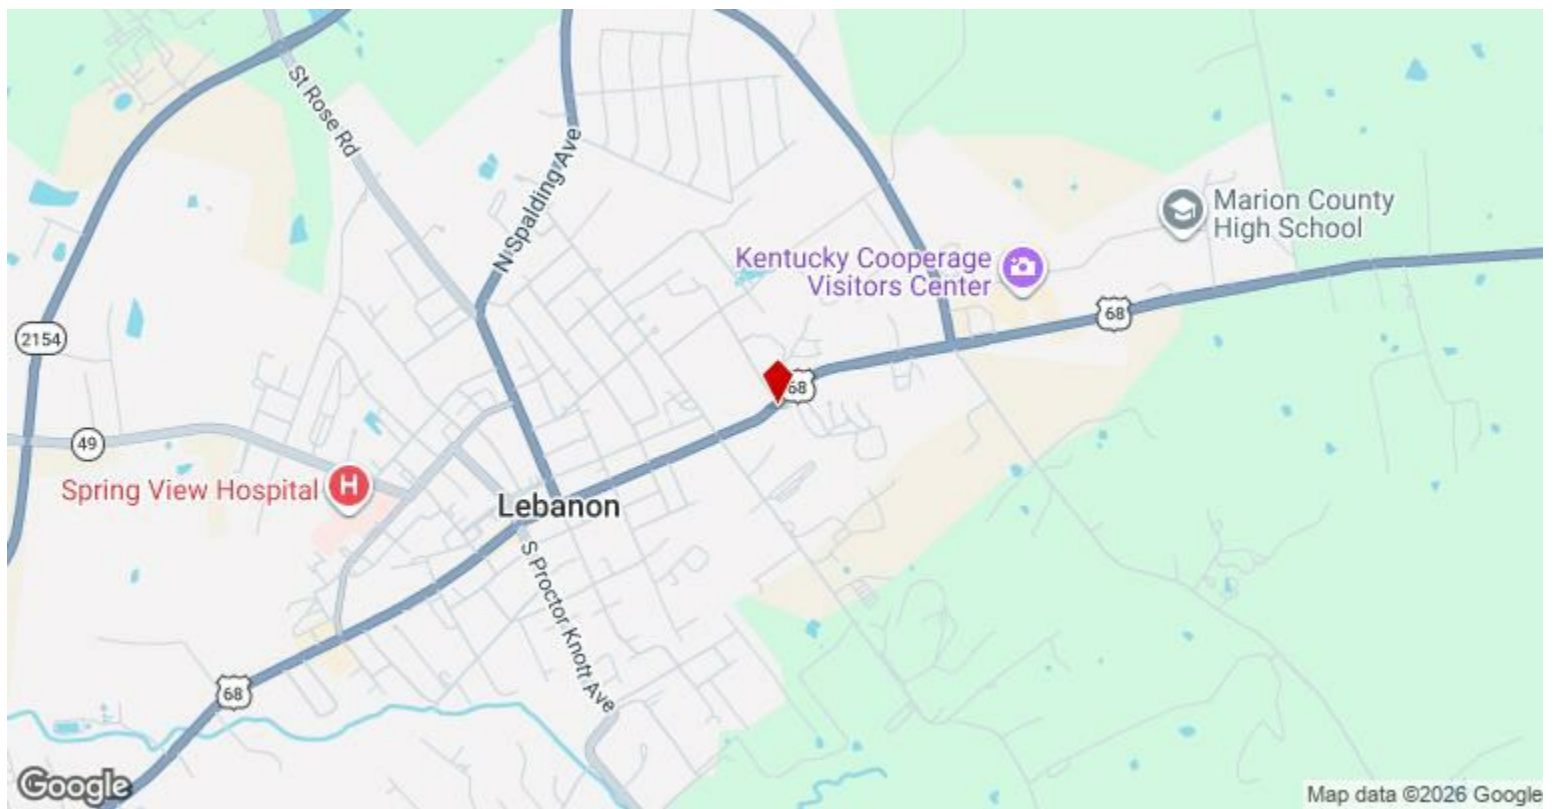 St Rose Rd
N Spalding Ave
Marion County
High School
Kentucky Cooperage
Visitors Center
68
2154
68
49
Spring View Hospital
H
Lebanon
S Proctor Knott Ave
68
Google
Map data ©2026 Google